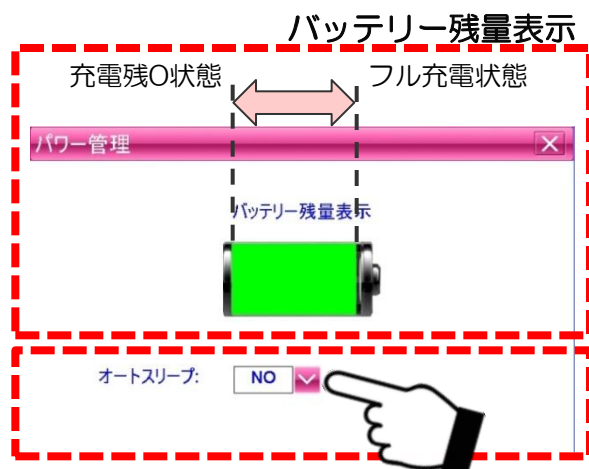 バッテリー残量表示
充電残0状態
フル充電状態
パワー管理
バッテリー残量表示
オートスリープ:
NO